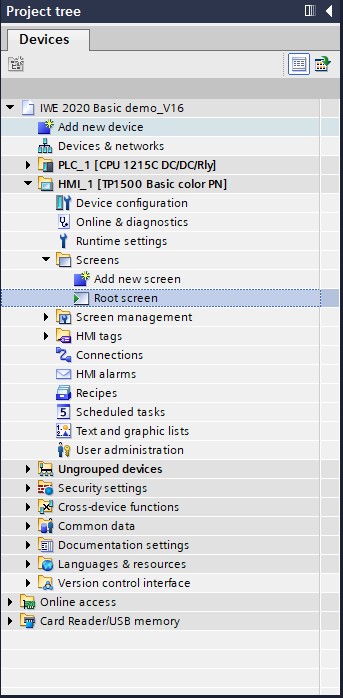 Project tree
Devices
IWE 2020 Basic demo_V16
Add new device
Devices & networks
PLC_1 [CPU 1215C DC/DC/Rly]
HMI_1 [TP1500 Basic color PN]
Device configuration
Online & diagnostics
Runtime settings
Screens
Add new screen
Root screen
Screen management
HMI tags
Connections
HMI alarms
Recipes
5 Scheduled tasks
Text and graphic lists
User administration
Ungrouped devices
Security settings
Cross-device functions
Common data
Documentation settings
Languages & resources
Version control interface
Online access
Card Reader/USB memory